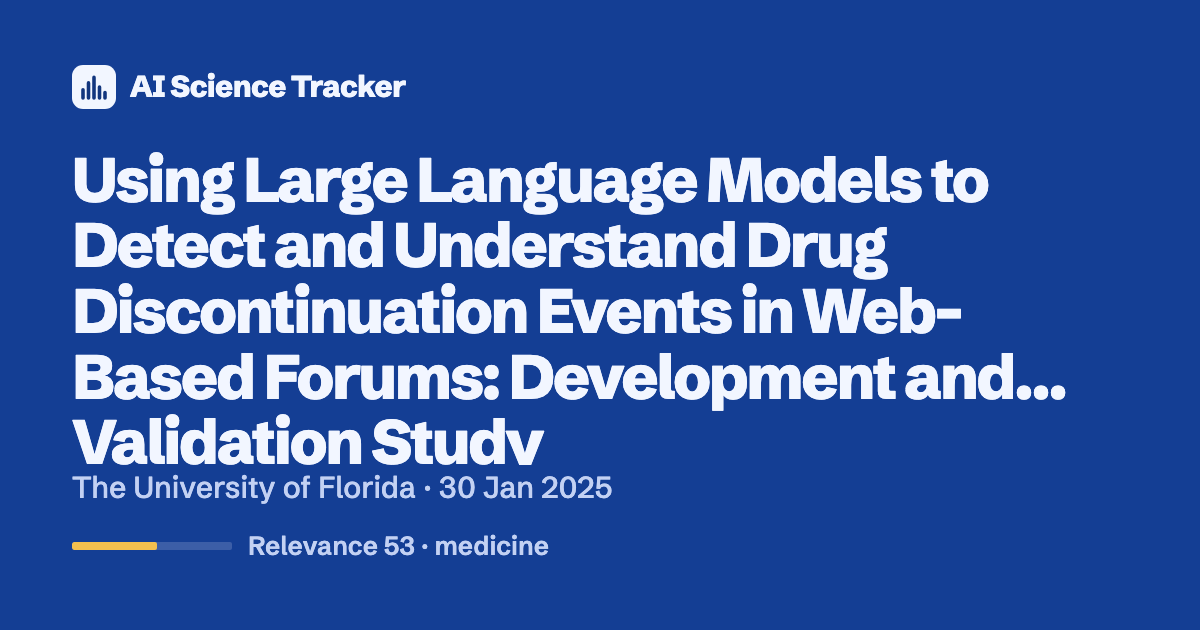 AI Science Tracker
Using Large Language Models to
Detect and Understand Drug
Discontinuation Events in Web-
Based Forums: Development and...
Validation Study
The University of Florida · 30 Jan 2025
Relevance 53 · medicine